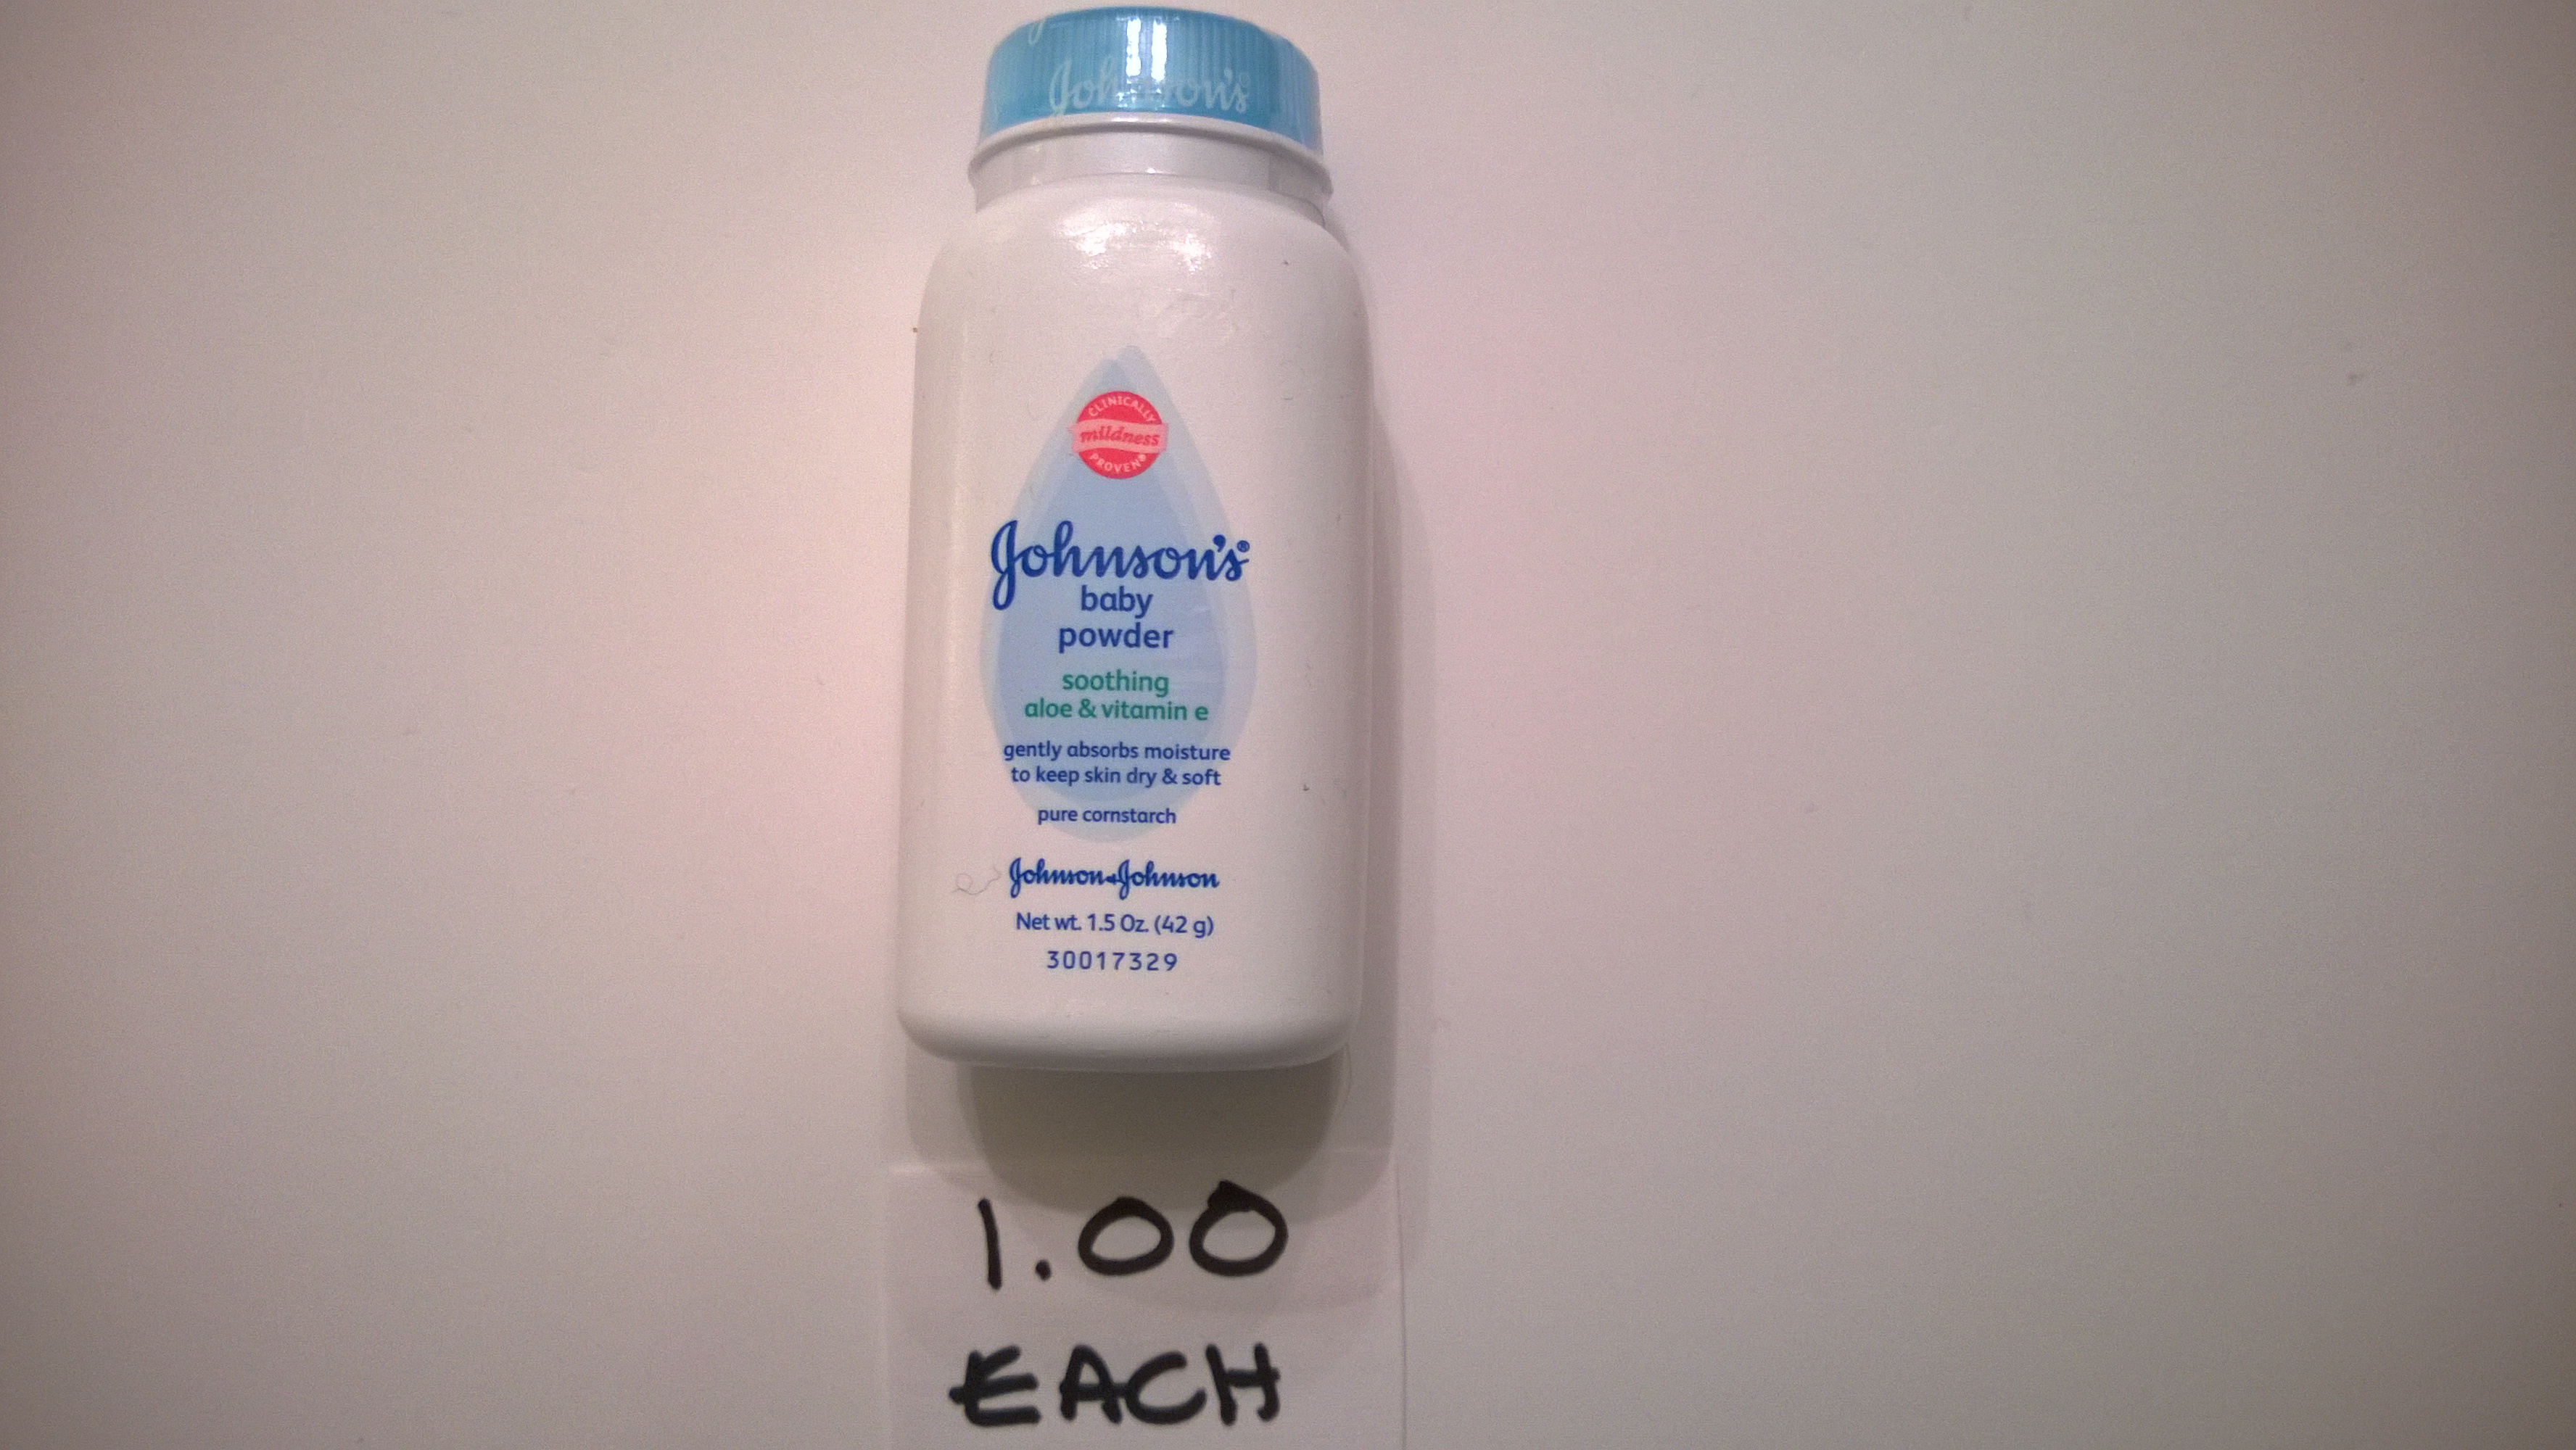 Johnson's
CLINICALLY
mildness
PROVEN®
Johnson's®
baby
powder
soothing
aloe & vitamin e
gently absorbs moisture
to keep skin dry & soft
pure cornstarch
Johnson & Johnson
Net wt. 1.5 Oz. (42 g)
30017329
1.00
EACH